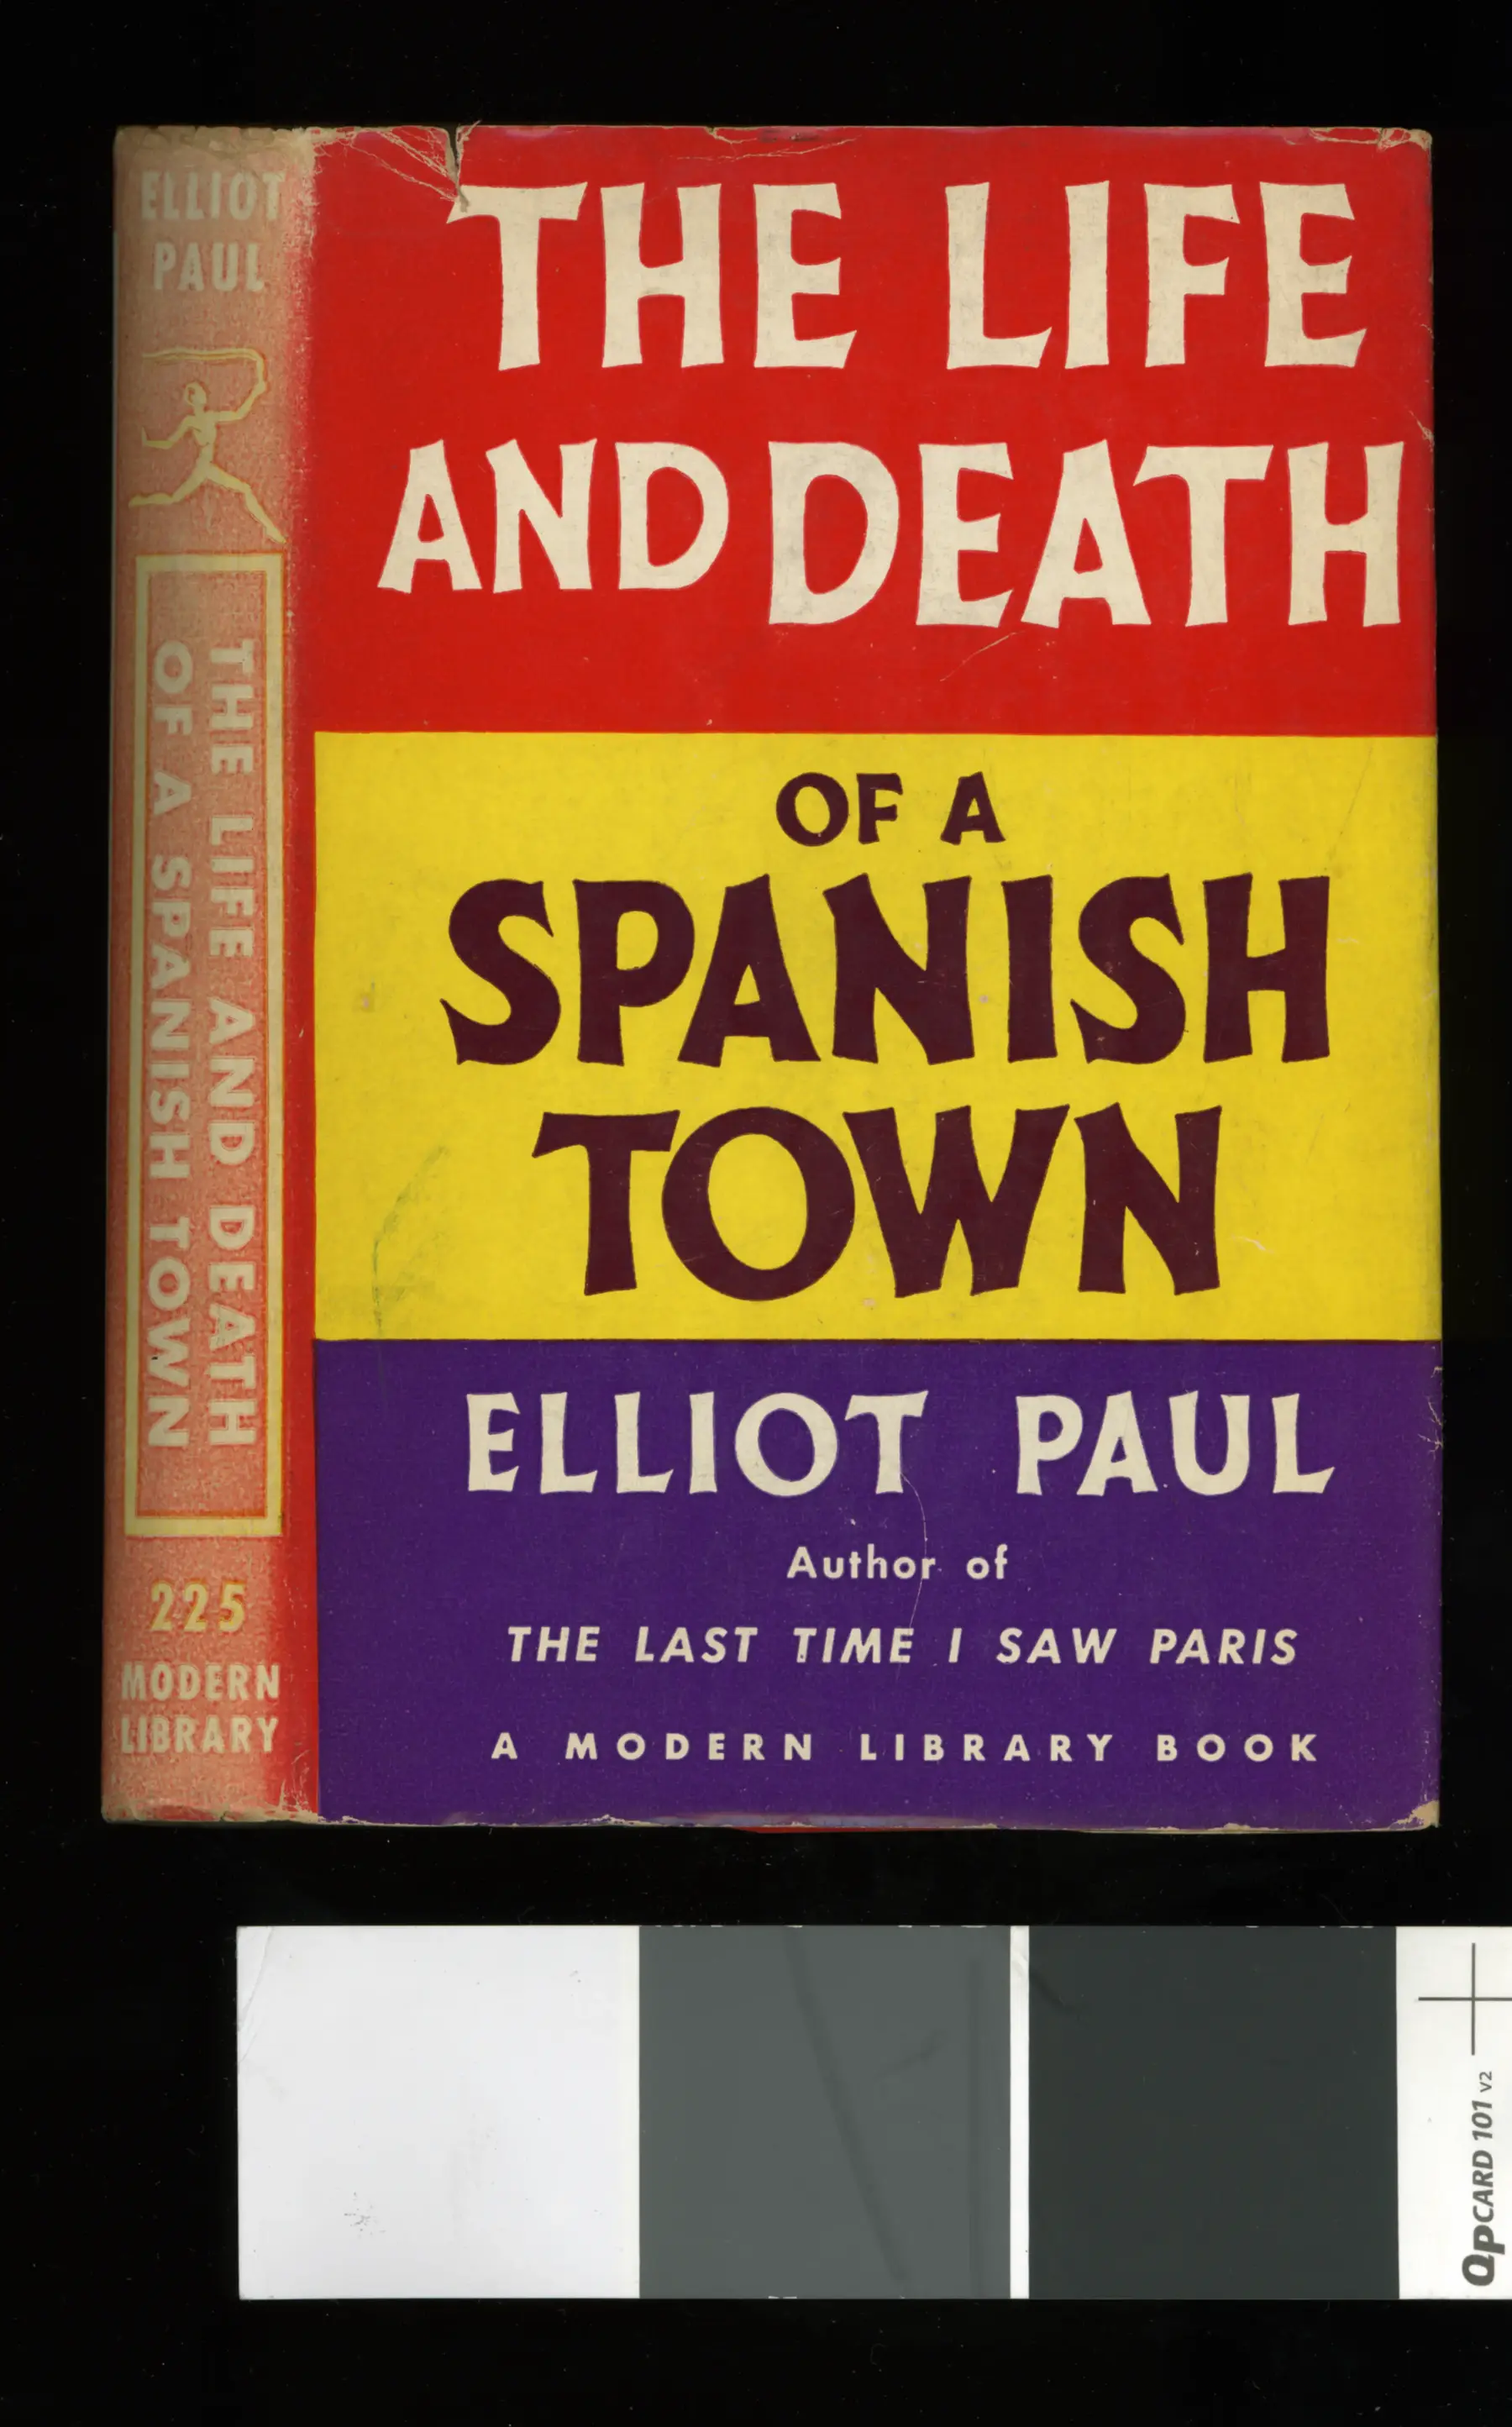 ELLIOT
PAUL
THE LIFE AND DEATH
OF A SPANISH TOWN
225
MODERN
LIBRARY
THE LIFE
AND DEATH
OF A
SPANISH
TOWN
ELLIOT PAUL
Author of
THE LAST TIME I SAW PARIS
A MODERN LIBRARY BOOK
QPCARD 101 v2